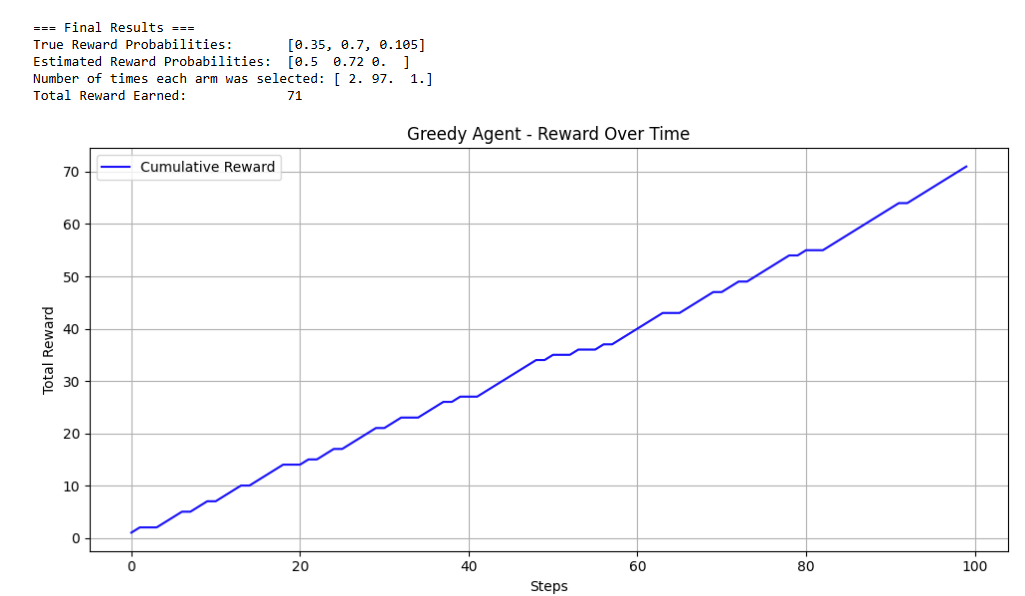 === Final Results ===
True Reward Probabilities:       [0.35, 0.7, 0.105]
Estimated Reward Probabilities:  [0.5  0.72 0.  ]
Number of times each arm was selected: [ 2. 97.  1.]
Total Reward Earned:             71
Greedy Agent - Reward Over Time
Cumulative Reward
70
60
50
40
30
20
10
0
Total Reward
0 20 40 60 80 100
Steps